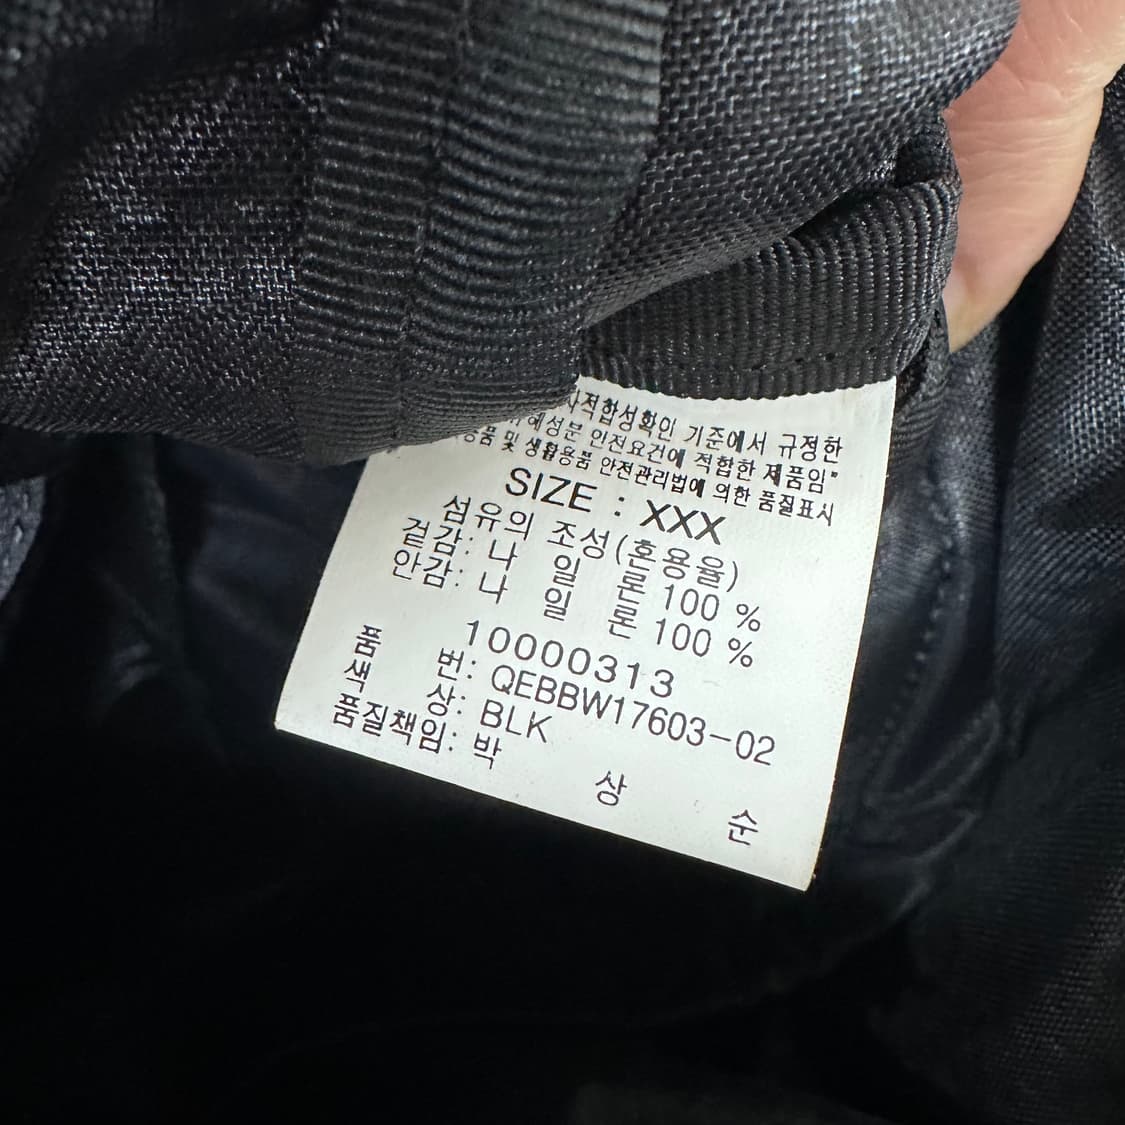 적합성확인 기준에서 규정한
위해성분 안전요건에 적합한 제품임"
및 생활용품 안전관리법에 의한 품질표시
SIZE : XXX
섬유의 조성(혼용율)
겉감: 나 일 론 100 %
안감: 나 일 론 100 %
10000313
품 번: QEBBW17603-02
색 상: BLK
품질책임: 박 상 순